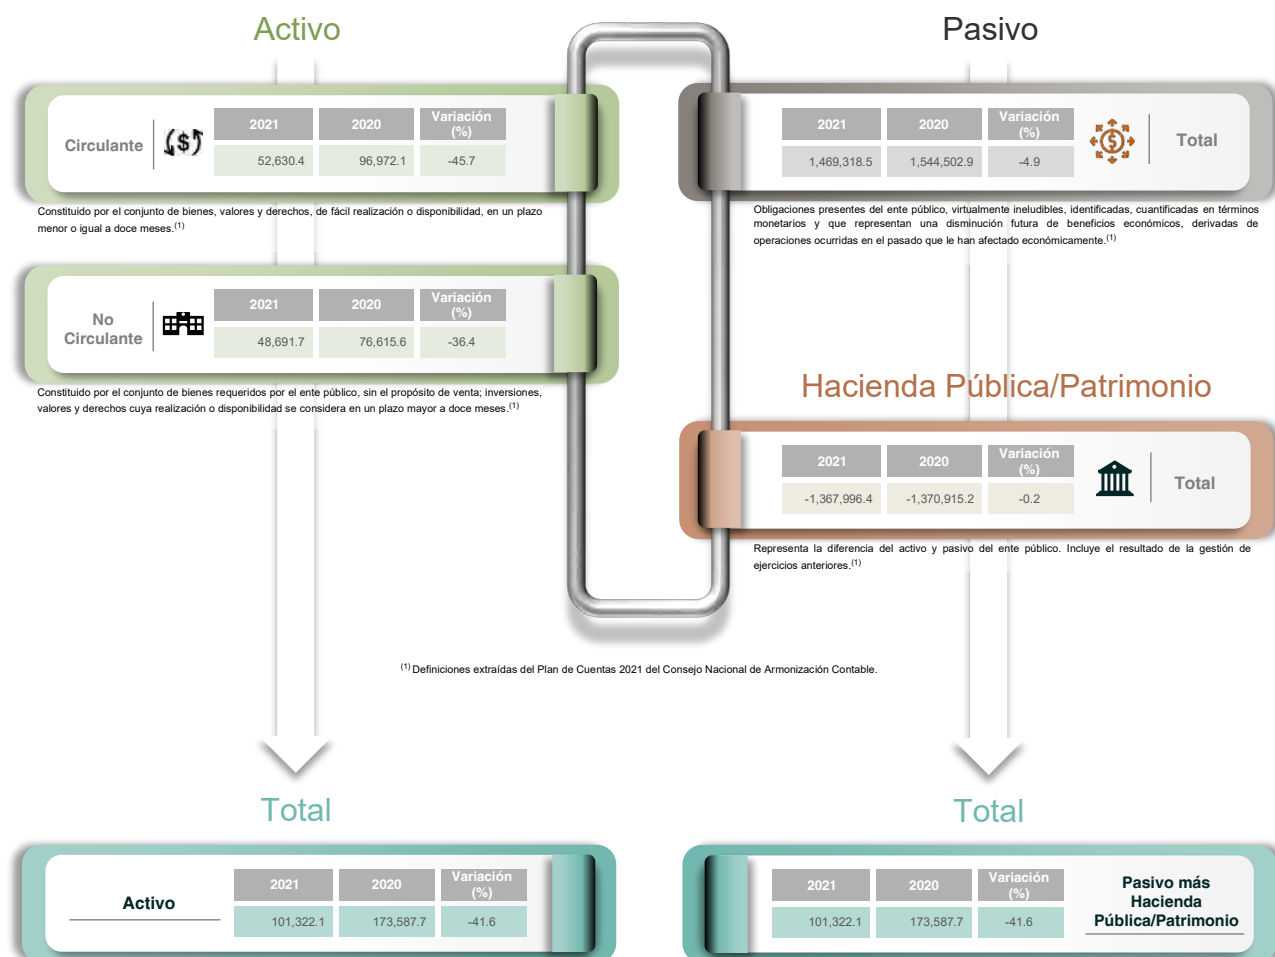 Activo
Circulante
2021 2020 Variación (%)
52,630.4 96,972.1 -45.7
Constituido por el conjunto de bienes, valores y derechos, de fácil realización o disponibilidad, en un plazo
menor o igual a doce meses.(1)
No
Circulante
2021 2020 Variación (%)
48,691.7 76,615.6 -36.4
Constituido por el conjunto de bienes requeridos por el ente público, sin el propósito de venta; inversiones,
valores y derechos cuya realización o disponibilidad se considera en un plazo mayor a doce meses.(1)
Pasivo
2021 2020 Variación (%)
1,469,318.5 1,544,502.9 -4.9
Total
Obligaciones presentes del ente público, virtualmente ineludibles, identificadas, cuantificadas en términos
monetarios y que representan una disminución futura de beneficios económicos, derivadas de
operaciones ocurridas en el pasado que le han afectado económicamente.(1)
Hacienda Pública/Patrimonio
2021 2020 Variación (%)
-1,367,996.4 -1,370,915.2 -0.2
Total
Representa la diferencia del activo y pasivo del ente público. Incluye el resultado de la gestión de
ejercicios anteriores.(1)
(1) Definiciones extraídas del Plan de Cuentas 2021 del Consejo Nacional de Armonización Contable.
Total
Activo
2021 2020 Variación (%)
101,322.1 173,587.7 -41.6
Total
2021 2020 Variación (%)
101,322.1 173,587.7 -41.6
Pasivo más
Hacienda
Pública/Patrimonio